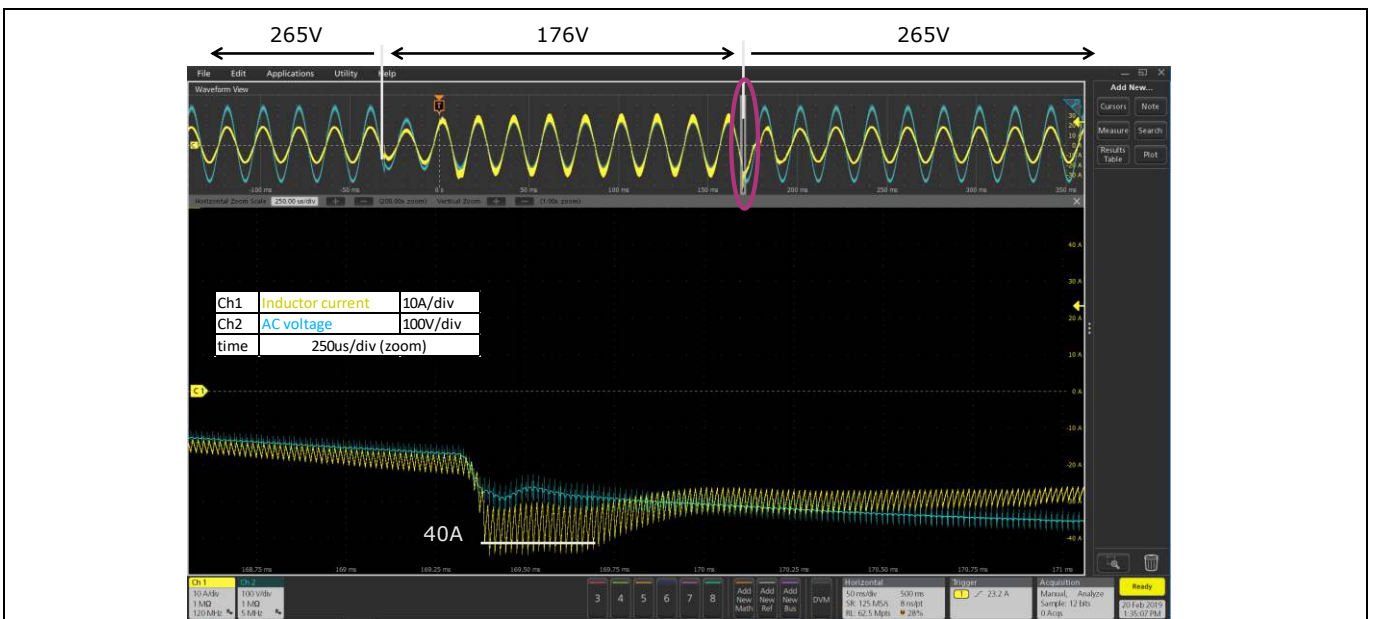 265V 176V 265V
File Edit Applications Utility Help
Waveform View
Add New...
Cursors Note
Measure Search
Results Table Plot
-100 ms -50 ms 0 s 50 ms 100 ms 150 ms 200 ms 250 ms 300 ms 350 ms
Horizontal Zoom Scale 250.00 us/div (200.00x zoom) Vertical Zoom (1.00x zoom)
40 A
30 A
Ch1 Inductor current 10A/div
Ch2 AC voltage 100V/div
20 A
time 250us/div (zoom)
10 A
C1 0 A
-10 A
-20 A
40A
-40 A
168.75 ms 169 ms 169.25 ms 169.50 ms 169.75 ms 170 ms 170.25 ms 170.50 ms 170.75 ms 171 ms
Ch 1 Ch 2 Horizontal Trigger Acquisition
10 A/div 100 V/div 3 4 5 6 7 8 Add New Math Add New Ref Add New Bus DVM 50 ms/div 500 ms 1 23.2 A Manual, Analyze Ready
1 MΩ 1 MΩ SR: 125 MS/s 8 ns/pt Sample: 12 bits
120 MHz 5 MHz RL: 62.5 Mpts 28% 0 Acqs 20 Feb 2019
1:35:07 PM